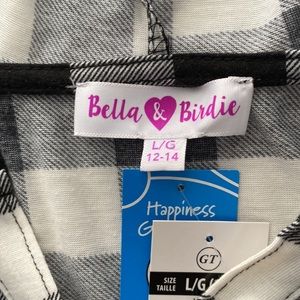 Bella & Birdie
L/G
12-14
Happiness
GT
SIZE
TAILLE
L/G/